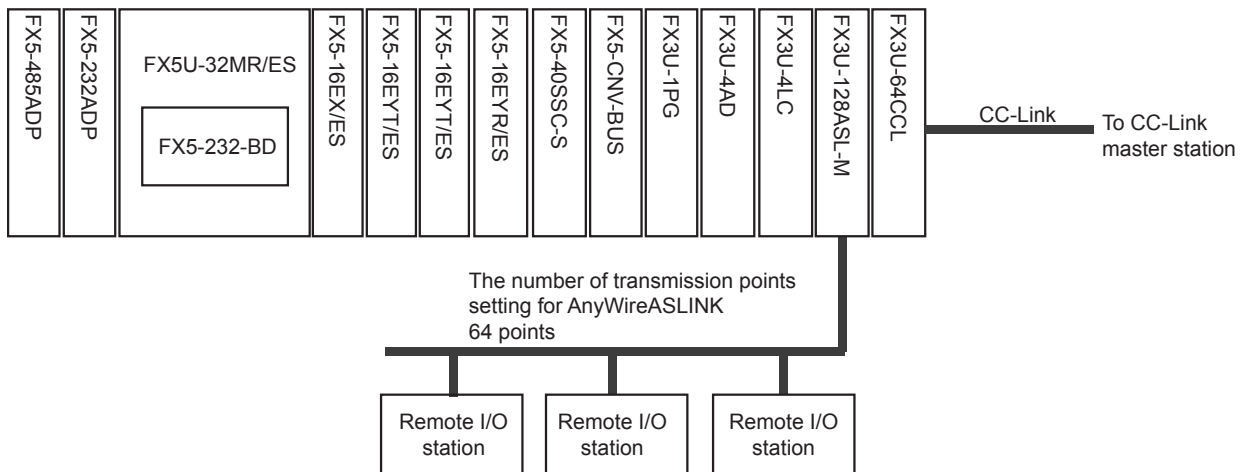 FX5-485ADP
FX5-232ADP
FX5U-32MR/ES
FX5-232-BD
FX5-16EX/ES
FX5-16EYT/ES
FX5-16EYT/ES
FX5-16EYR/ES
FX5-40SSC-S
FX5-CNV-BUS
FX3U-1PG
FX3U-4AD
FX3U-4LC
FX3U-128ASL-M
FX3U-64CCL
CC-Link
To CC-Link
master station
The number of transmission points
setting for AnyWireASLINK
64 points
Remote I/O
station
Remote I/O
station
Remote I/O
station